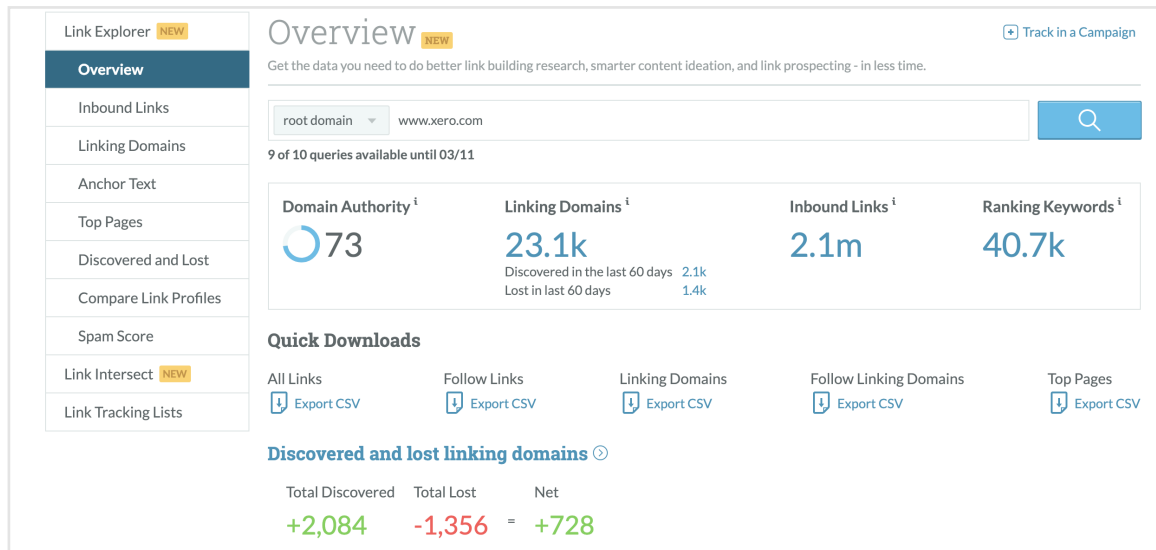 Link Explorer NEW
Overview
Inbound Links
Linking Domains
Anchor Text
Top Pages
Discovered and Lost
Compare Link Profiles
Spam Score
Link Intersect NEW
Link Tracking Lists
Overview NEW
Track in a Campaign
Get the data you need to do better link building research, smarter content ideation, and link prospecting - in less time.
root domain www.xero.com
9 of 10 queries available until 03/11
Domain Authority i
73
Linking Domains i
23.1k
Discovered in the last 60 days 2.1k
Lost in last 60 days 1.4k
Inbound Links i
2.1m
Ranking Keywords i
40.7k
Quick Downloads
All Links Follow Links Linking Domains Follow Linking Domains Top Pages
Export CSV Export CSV Export CSV Export CSV Export CSV
Discovered and lost linking domains
Total Discovered Total Lost Net
+2,084 -1,356 = +728